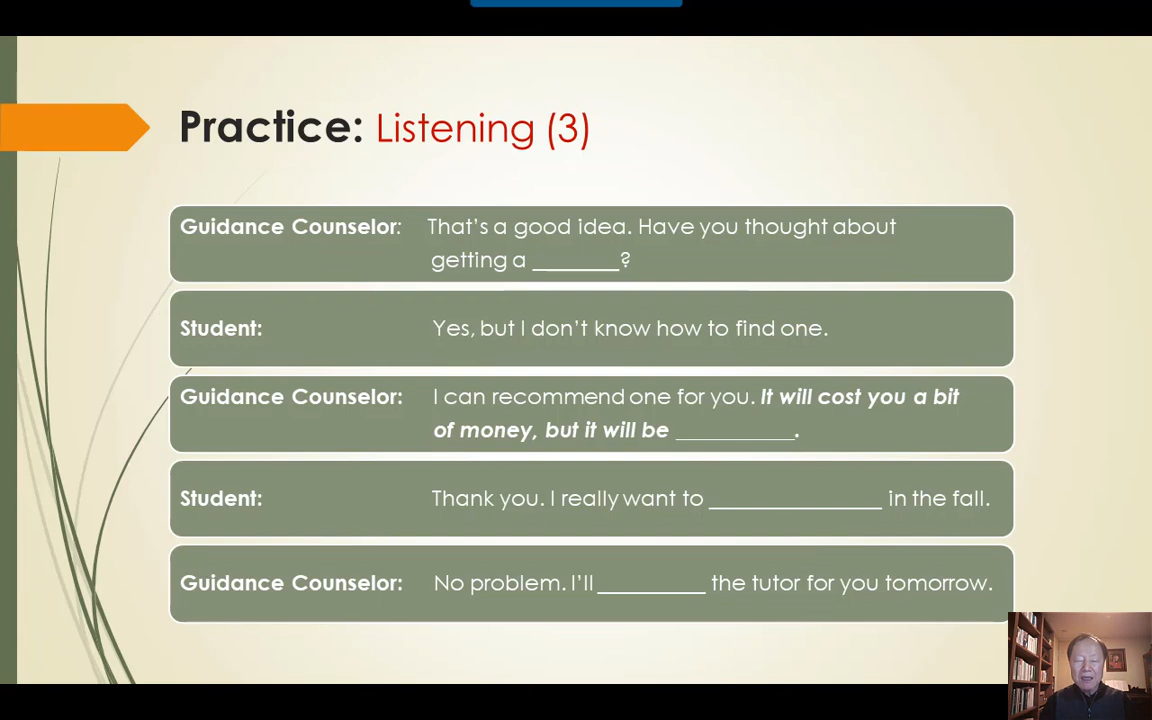 Practice: Listening (3)
Guidance Counselor: That's a good idea. Have you thought about
getting a _______?
Student: Yes, but I don't know how to find one.
Guidance Counselor: I can recommend one for you. It will cost you a bit
of money, but it will be __________.
Student: Thank you. I really want to ______________ in the fall.
Guidance Counselor: No problem. I'll _________ the tutor for you tomorrow.